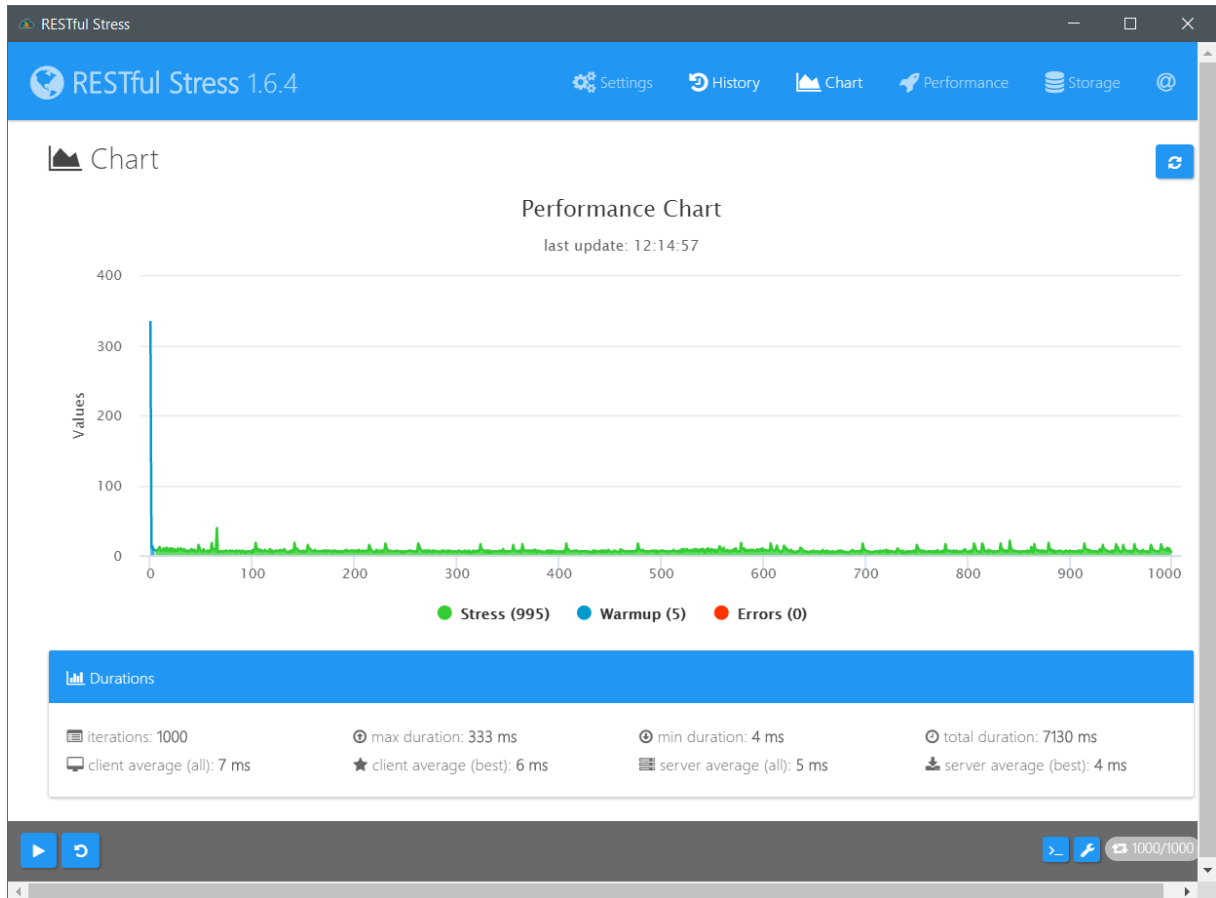 RESTful Stress
RESTful Stress 1.6.4
Settings
History
Chart
Performance
Storage
@
Chart
Performance Chart
last update: 12:14:57
400
300
200
100
0
Values
0 100 200 300 400 500 600 700 800 900 1000
Stress (995) Warmup (5) Errors (0)
Durations
iterations: 1000 max duration: 333 ms min duration: 4 ms total duration: 7130 ms
client average (all): 7 ms client average (best): 6 ms server average (all): 5 ms server average (best): 4 ms
>_
1000/1000